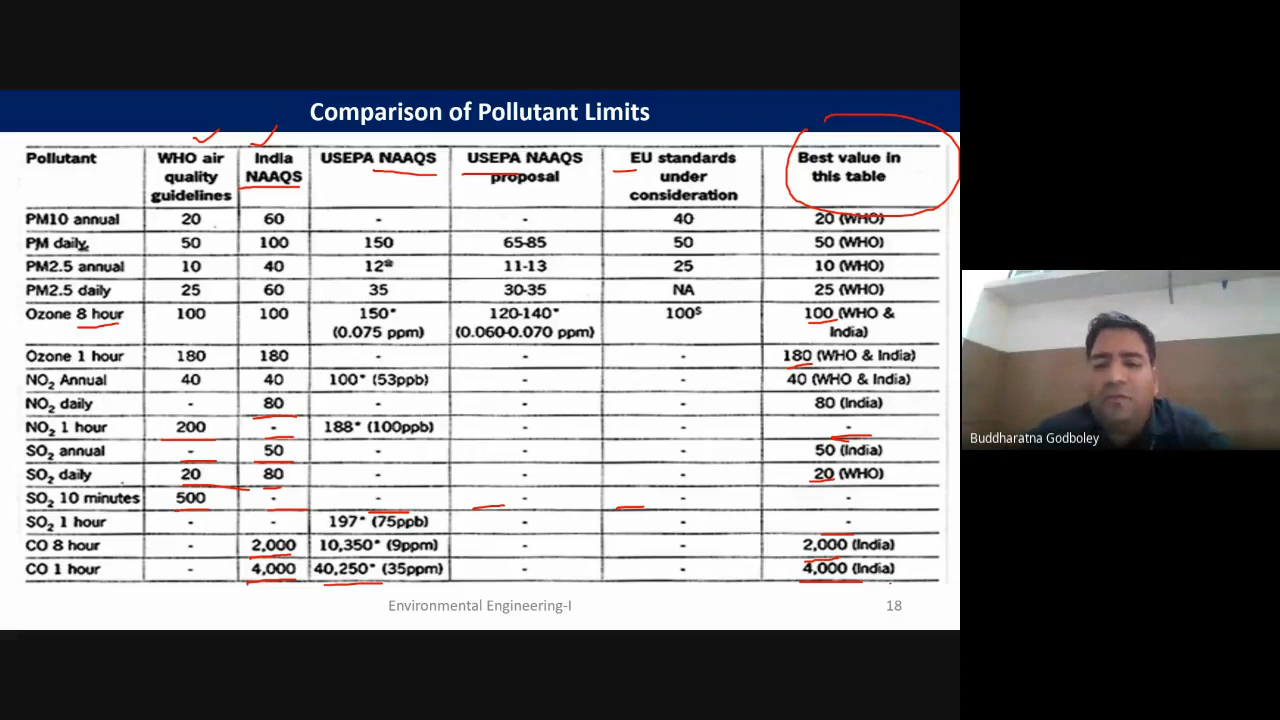 Comparison of Pollutant Limits
Pollutant WHO air quality guidelines India NAAQS USEPA NAAQS USEPA NAAQS proposal EU standards under consideration Best value in this table
PM10 annual 20 60 - - 40 20 (WHO)
PM daily 50 100 150 65-85 50 50 (WHO)
PM2.5 annual 10 40 12@ 11-13 25 10 (WHO)
PM2.5 daily 25 60 35 30-35 NA 25 (WHO)
Ozone 8 hour 100 100 150* (0.075 ppm) 120-140* (0.060-0.070 ppm) 100$ 100 (WHO & India)
Ozone 1 hour 180 180 - - - 180 (WHO & India)
NO2 Annual 40 40 100* (53ppb) - - 40 (WHO & India)
NO2 daily - 80 - - - 80 (India)
NO2 1 hour 200 - 188* (100ppb) - - -
SO2 annual - 50 - - - 50 (India)
SO2 daily 20 80 - - - 20 (WHO)
SO2 10 minutes 500 - - - - -
SO2 1 hour - - 197* (75ppb) - - -
CO 8 hour - 2,000 10,350* (9ppm) - - 2,000 (India)
CO 1 hour - 4,000 40,250* (35ppm) - - 4,000 (India)
Environmental Engineering-I 18
Buddharatna Godboley